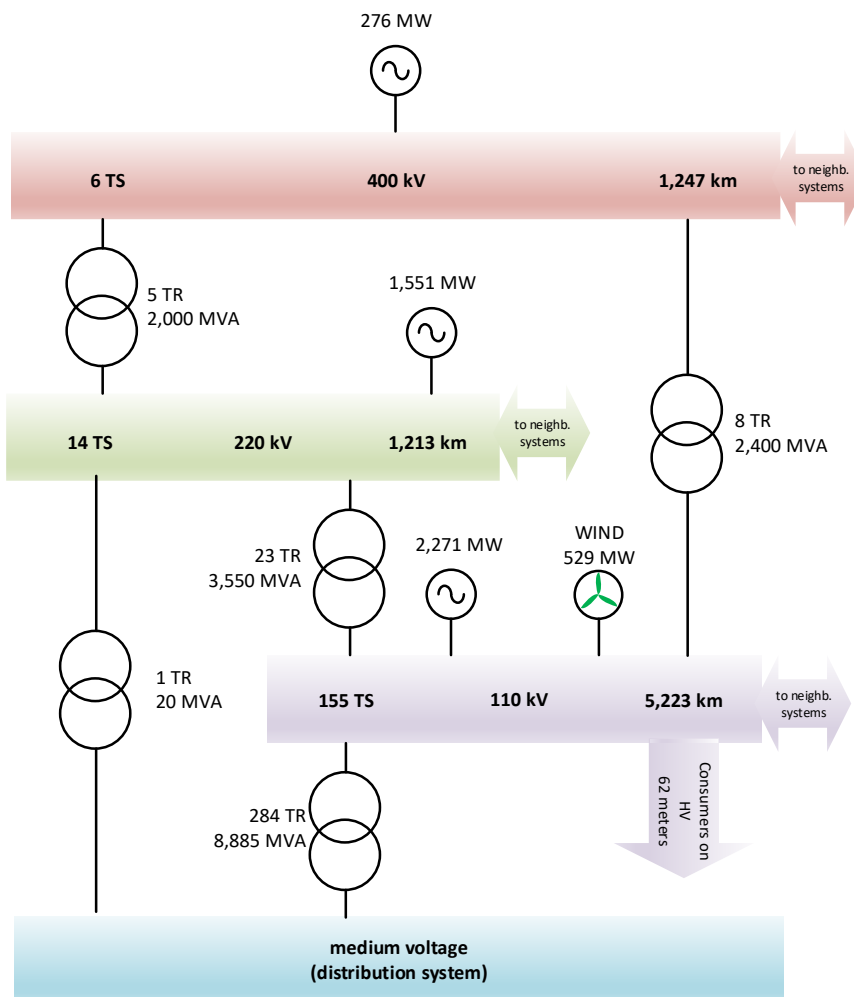 276 MW
6 TS
400 kV
1,247 km
to neighb.
systems
5 TR
2,000 MVA
1,551 MW
14 TS
220 kV
1,213 km
to neighb.
systems
8 TR
2,400 MVA
23 TR
3,550 MVA
2,271 MW
WIND
529 MW
1 TR
20 MVA
155 TS
110 kV
5,223 km
to neighb.
systems
Consumers on
HV
62 meters
284 TR
8,885 MVA
medium voltage
(distribution system)